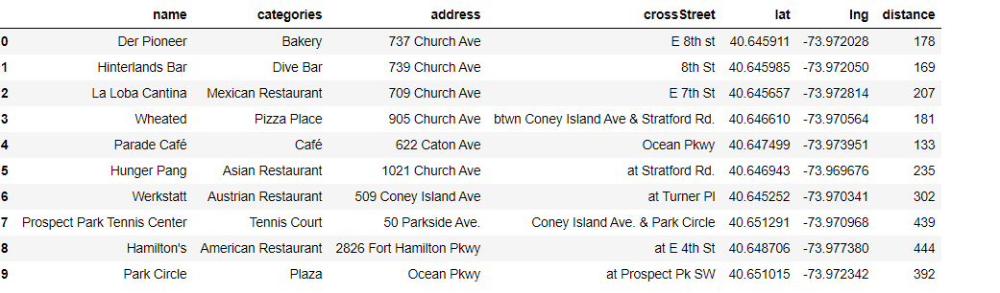 name categories address crossStreet lat lng distance
0 Der Pioneer Bakery 737 Church Ave E 8th st 40.645911 -73.972028 178
1 Hinterlands Bar Dive Bar 739 Church Ave 8th St 40.645985 -73.972050 169
2 La Loba Cantina Mexican Restaurant 709 Church Ave E 7th St 40.645657 -73.972814 207
3 Wheated Pizza Place 905 Church Ave btwn Coney Island Ave & Stratford Rd. 40.646610 -73.970564 181
4 Parade Café Café 622 Caton Ave Ocean Pkwy 40.647499 -73.973951 133
5 Hunger Pang Asian Restaurant 1021 Church Ave at Stratford Rd. 40.646943 -73.969676 235
6 Werkstatt Austrian Restaurant 509 Coney Island Ave at Turner Pl 40.645252 -73.970341 302
7 Prospect Park Tennis Center Tennis Court 50 Parkside Ave. Coney Island Ave. & Park Circle 40.651291 -73.970968 439
8 Hamilton's American Restaurant 2826 Fort Hamilton Pkwy at E 4th St 40.648706 -73.977380 444
9 Park Circle Plaza Ocean Pkwy at Prospect Pk SW 40.651015 -73.972342 392